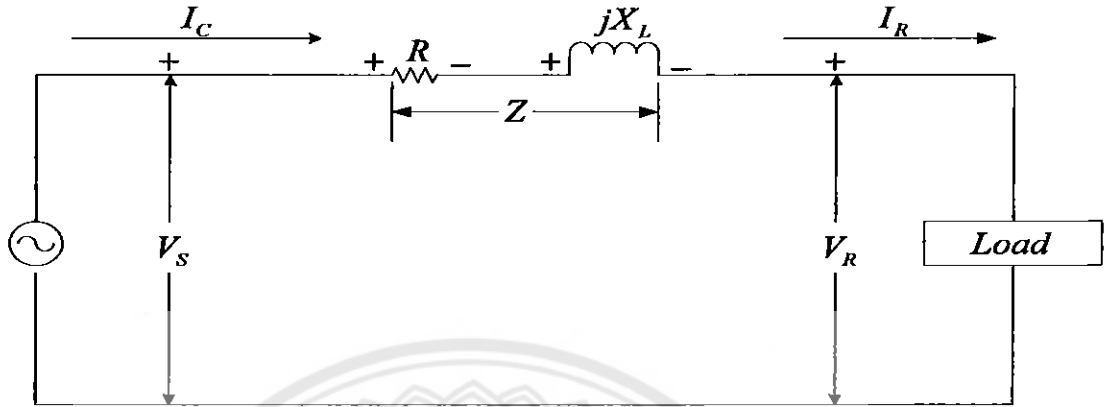 I_C
I_R
R
jX_L
+
+
−
+
−
+
Z
V_S
V_R
Load